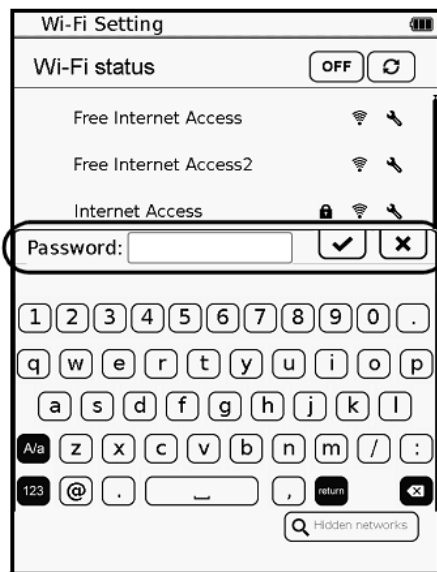 Wi-Fi Setting
Wi-Fi status OFF
Free Internet Access
Free Internet Access2
Internet Access
Password:
1 2 3 4 5 6 7 8 9 0 .
q w e r t y u i o p
a s d f g h j k l
A/a z x c v b n m / :
123 @ . , return
Hidden networks